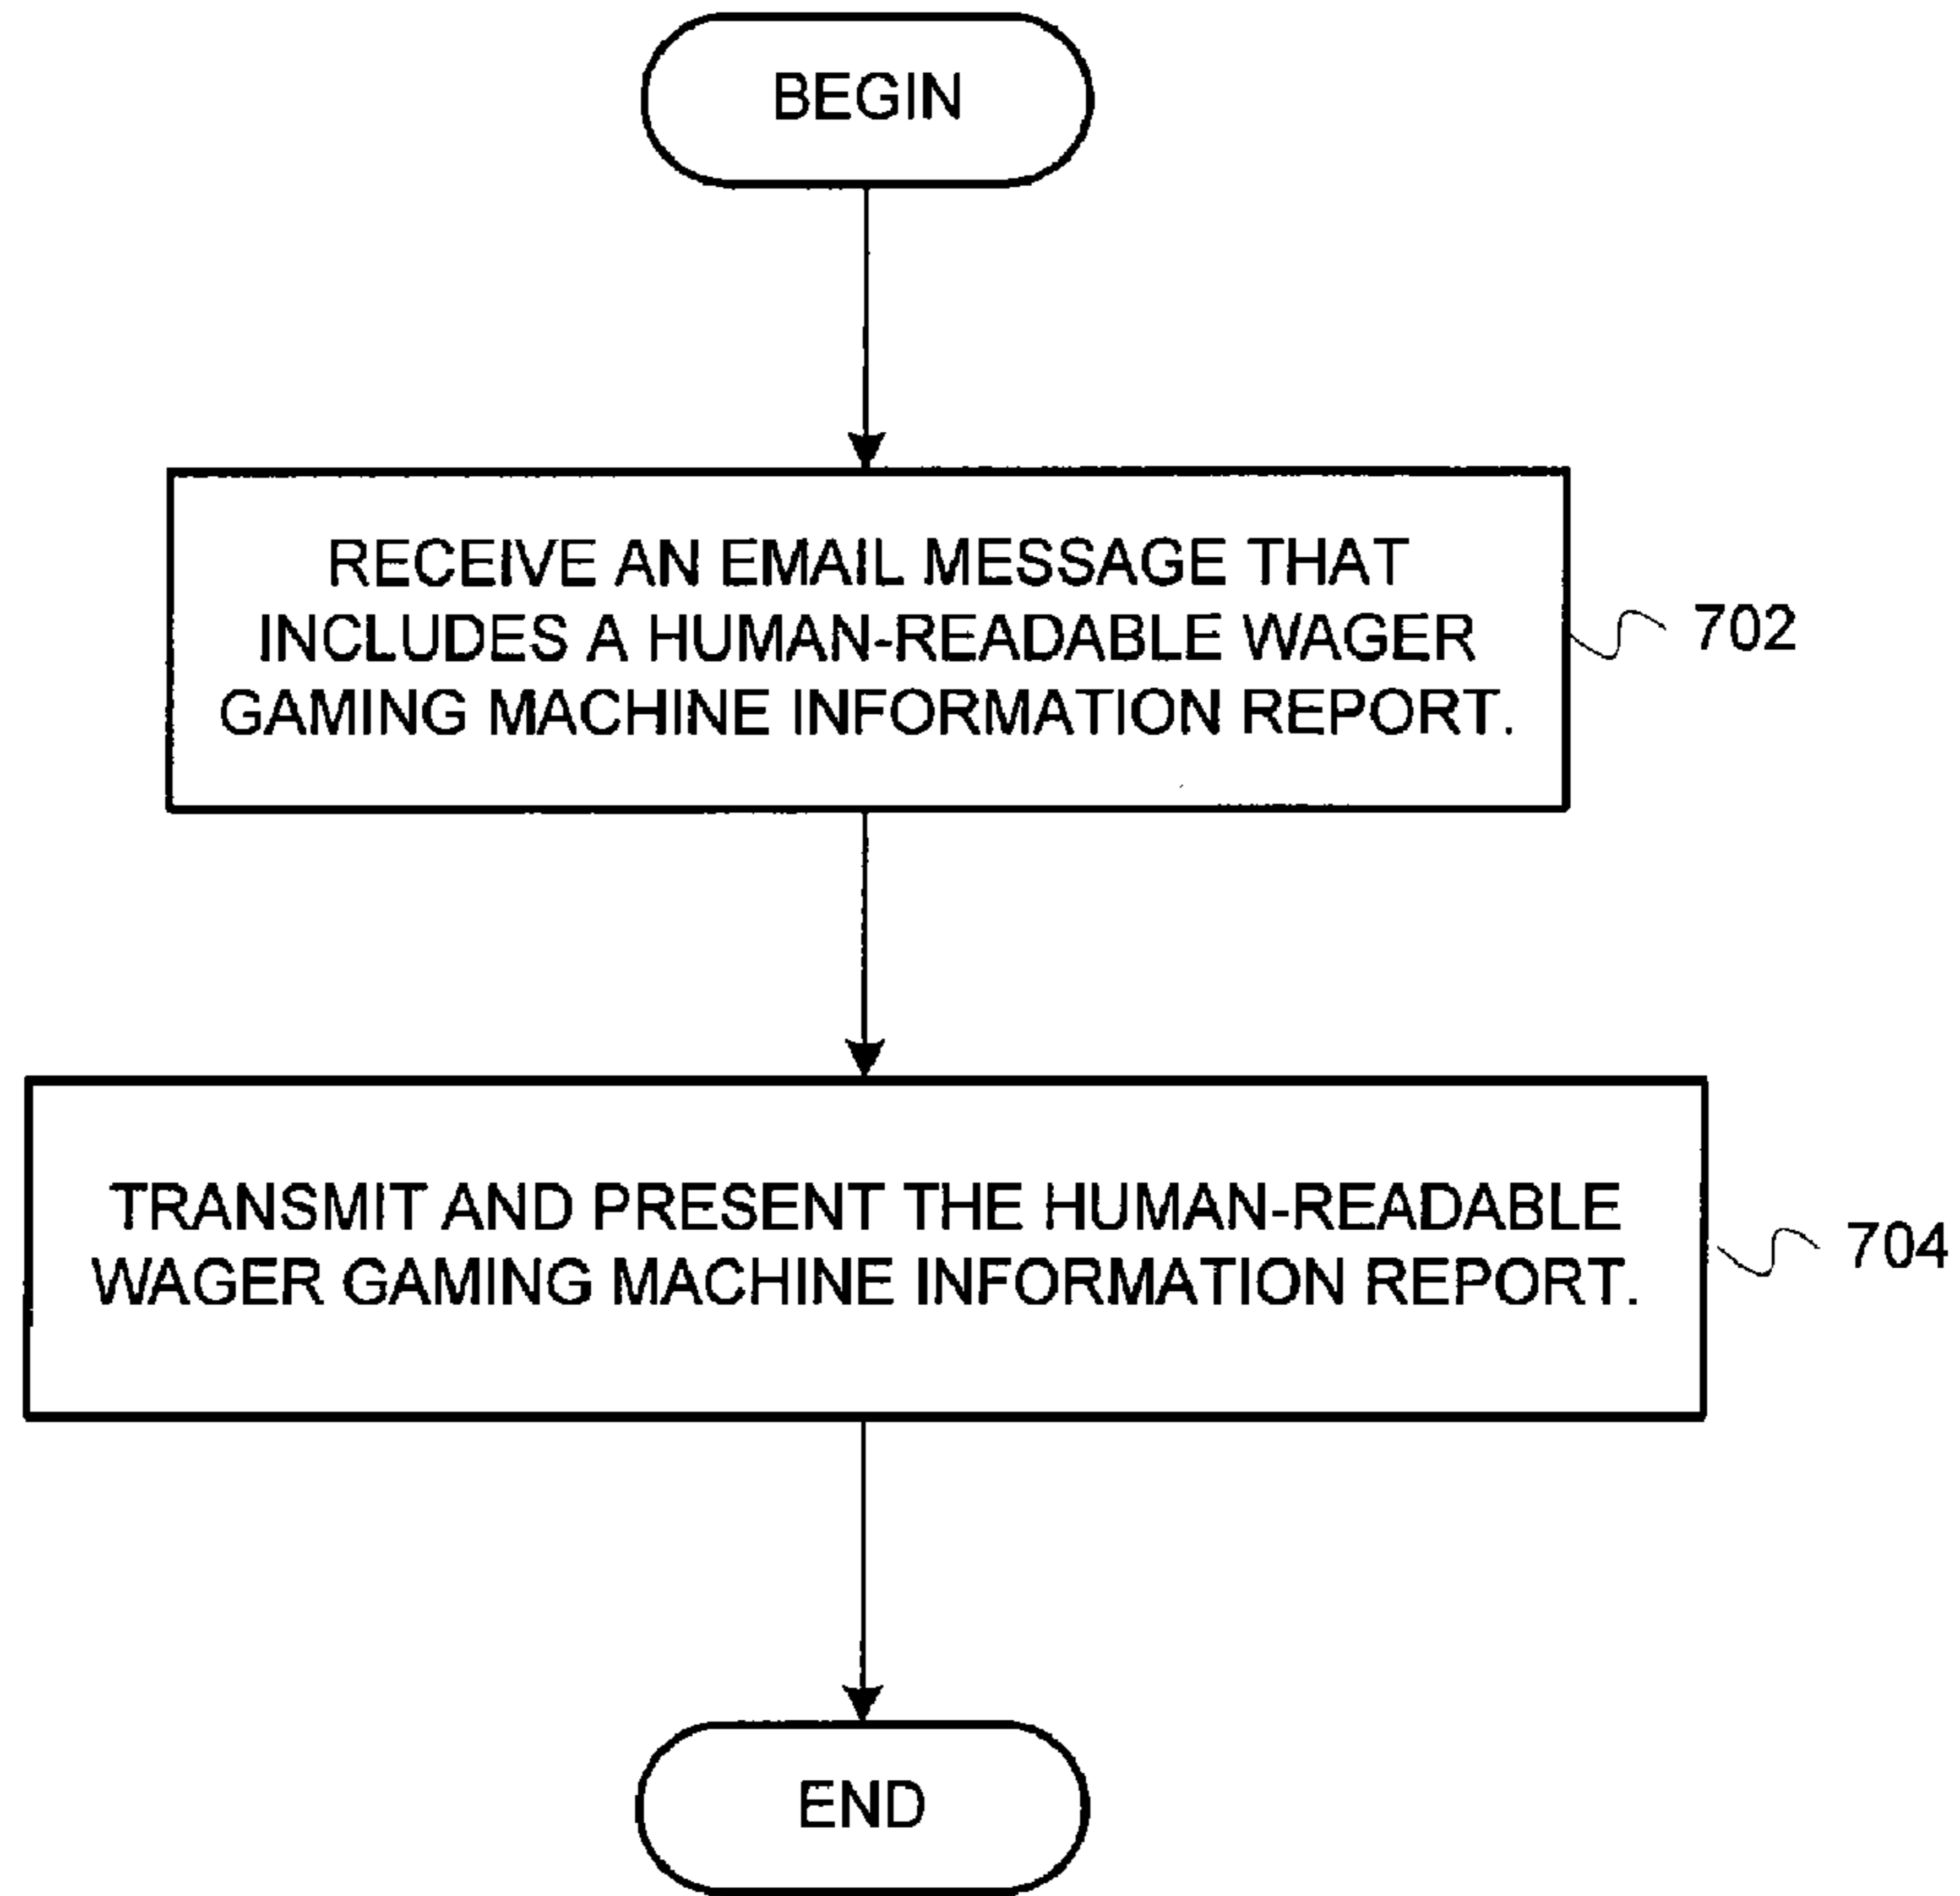 BEGIN
RECEIVE AN EMAIL MESSAGE THAT
INCLUDES A HUMAN-READABLE WAGER
GAMING MACHINE INFORMATION REPORT.
702
TRANSMIT AND PRESENT THE HUMAN-READABLE
WAGER GAMING MACHINE INFORMATION REPORT.
704
END